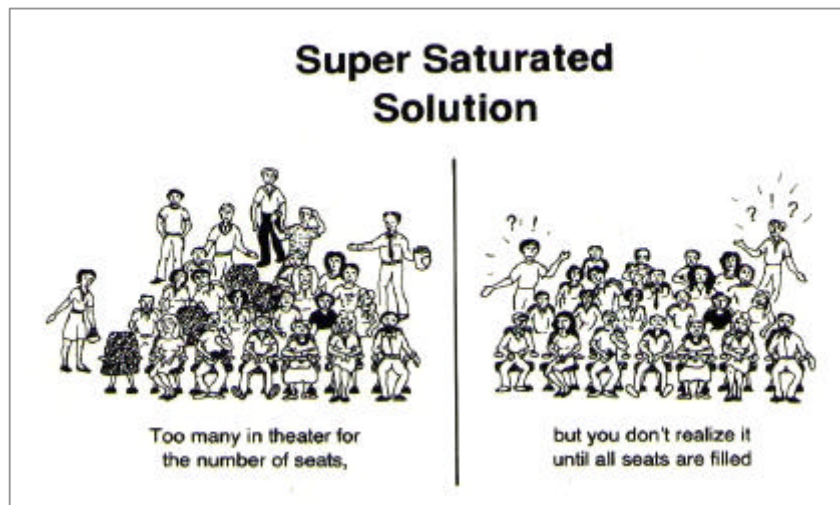 Super Saturated
Solution
? ! 
? ! ?
Too many in theater for
the number of seats,
but you don't realize it
until all seats are filled